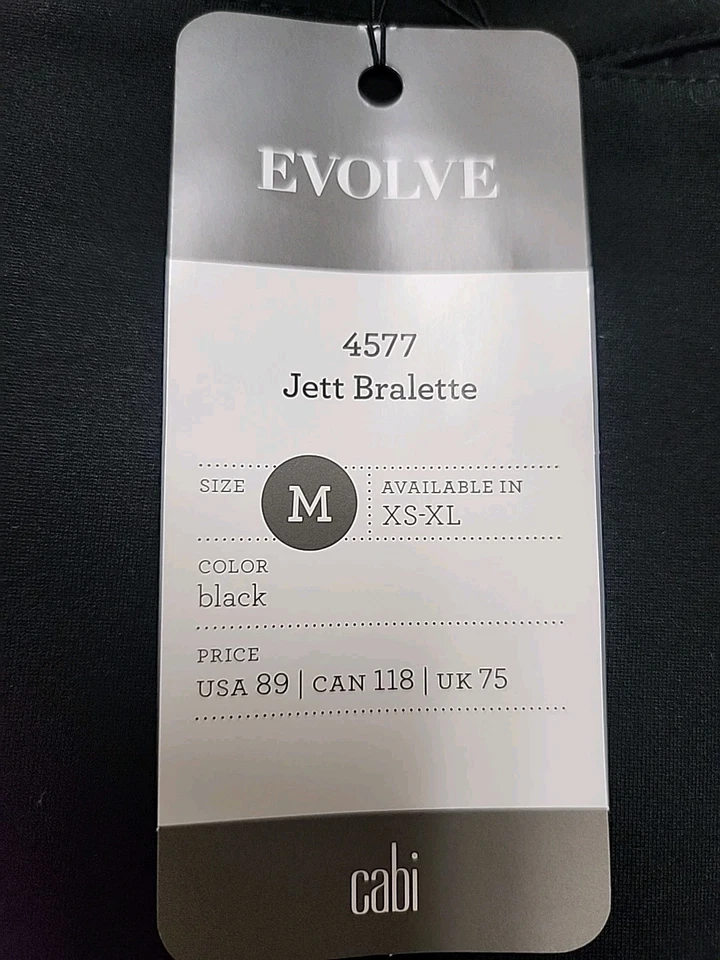 EVOLVE
4577
Jett Bralette
SIZE M AVAILABLE IN
XS-XL
COLOR
black
PRICE
USA 89 | CAN 118 | UK 75
cabi